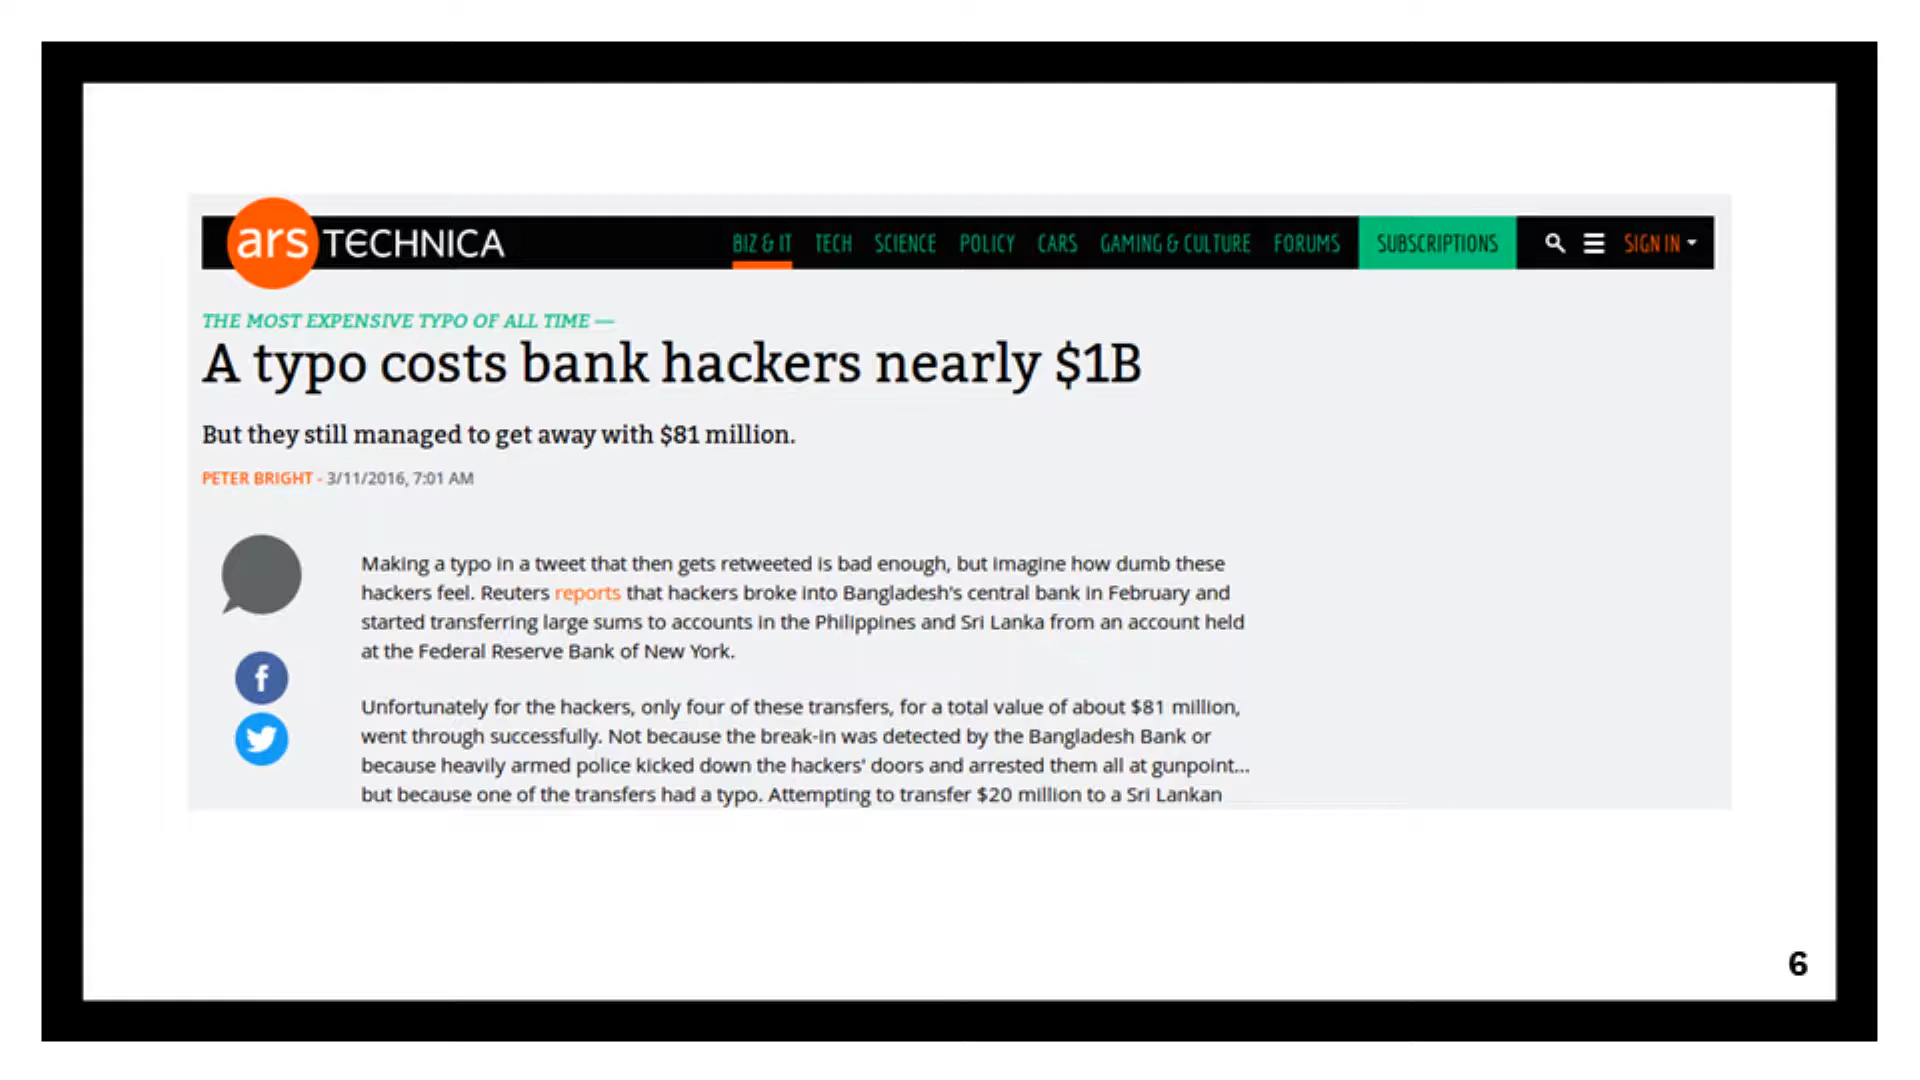 ars TECHNICA BIZ & IT TECH SCIENCE POLICY CARS GAMING & CULTURE FORUMS SUBSCRIPTIONS SIGN IN
THE MOST EXPENSIVE TYPO OF ALL TIME —
A typo costs bank hackers nearly $1B
But they still managed to get away with $81 million.
PETER BRIGHT - 3/11/2016, 7:01 AM
Making a typo in a tweet that then gets retweeted is bad enough, but imagine how dumb these
hackers feel. Reuters reports that hackers broke into Bangladesh's central bank in February and
started transferring large sums to accounts in the Philippines and Sri Lanka from an account held
at the Federal Reserve Bank of New York.
Unfortunately for the hackers, only four of these transfers, for a total value of about $81 million,
went through successfully. Not because the break-in was detected by the Bangladesh Bank or
because heavily armed police kicked down the hackers' doors and arrested them all at gunpoint...
but because one of the transfers had a typo. Attempting to transfer $20 million to a Sri Lankan
6